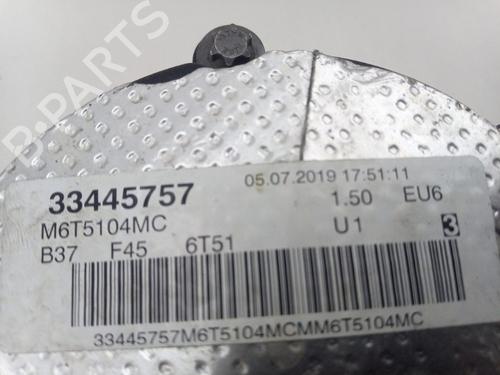 B-PARTS
33445757 05.07.2019 17:51:11
M6T5104MC 1.50 EU6
B37 F45 6T51 U1 3
33445757M6T5104MCMM6T5104MC